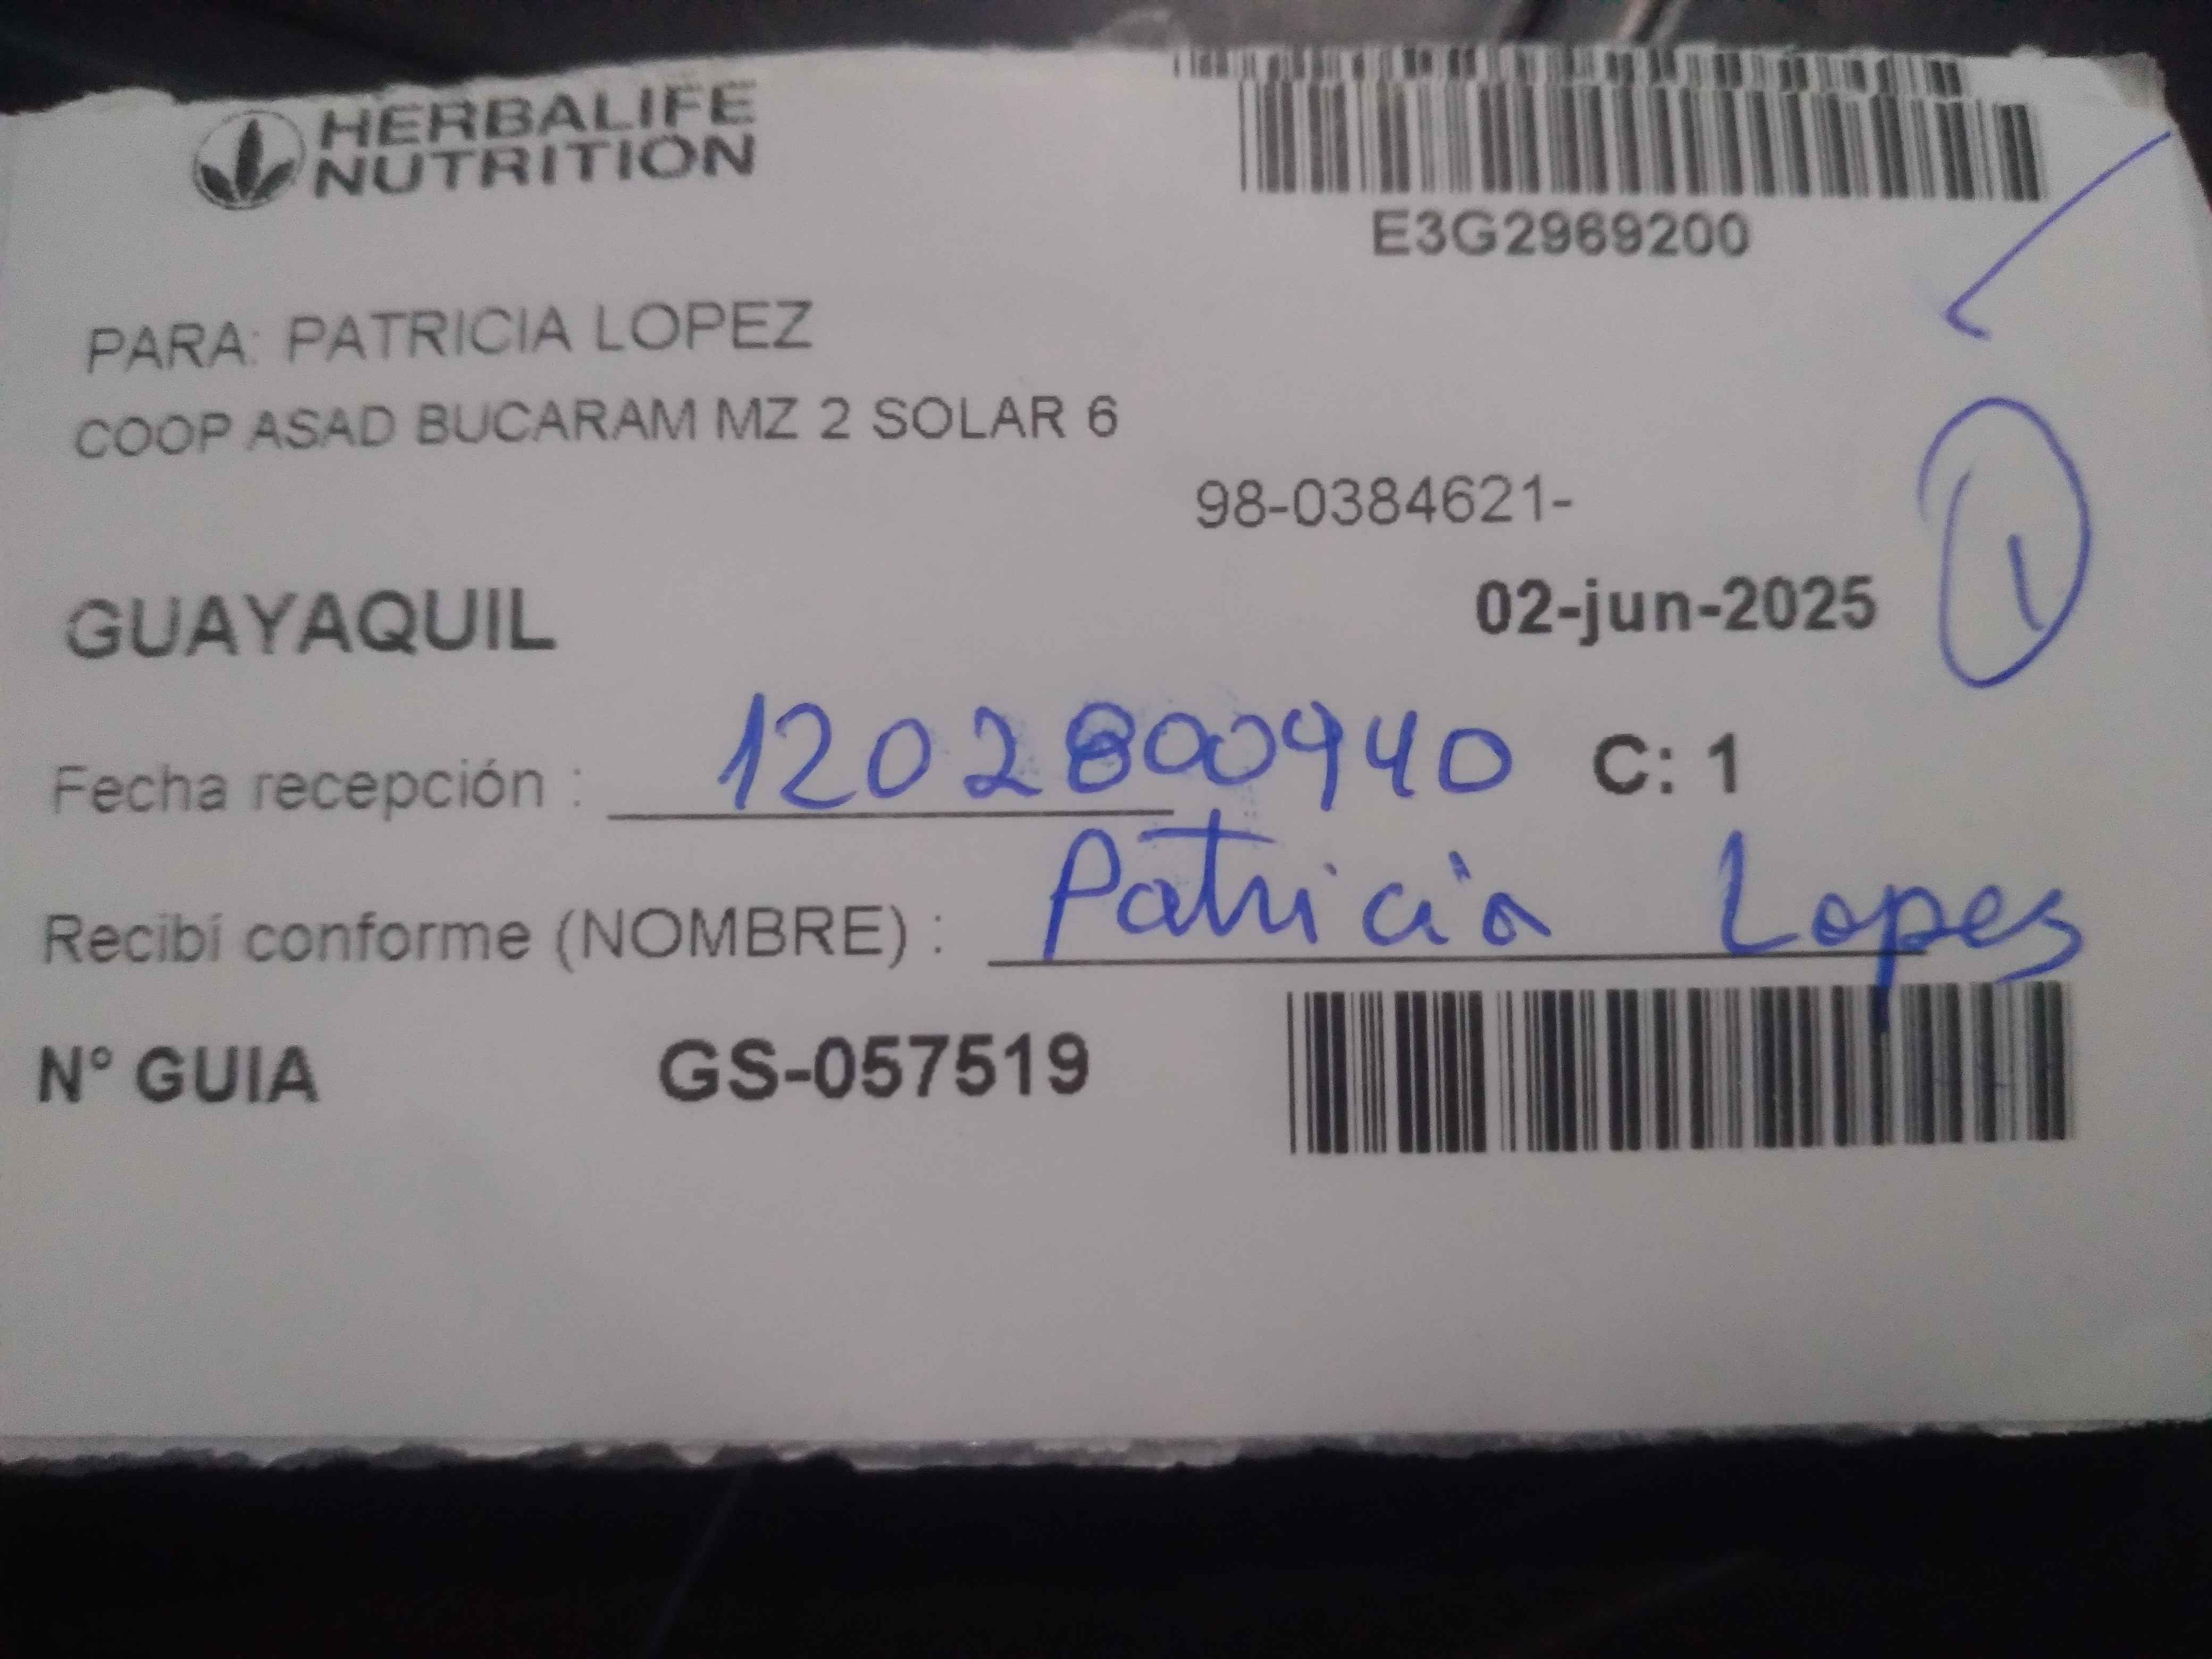 HERBALIFE
NUTRITION
E3G2969200
PARA: PATRICIA LOPEZ
COOP ASAD BUCARAM MZ 2 SOLAR 6
98-0384621-
GUAYAQUIL
02-jun-2025
1
Fecha recepción : 1202800940 C: 1
Recibí conforme (NOMBRE) : Patricia Lopes
N° GUIA GS-057519